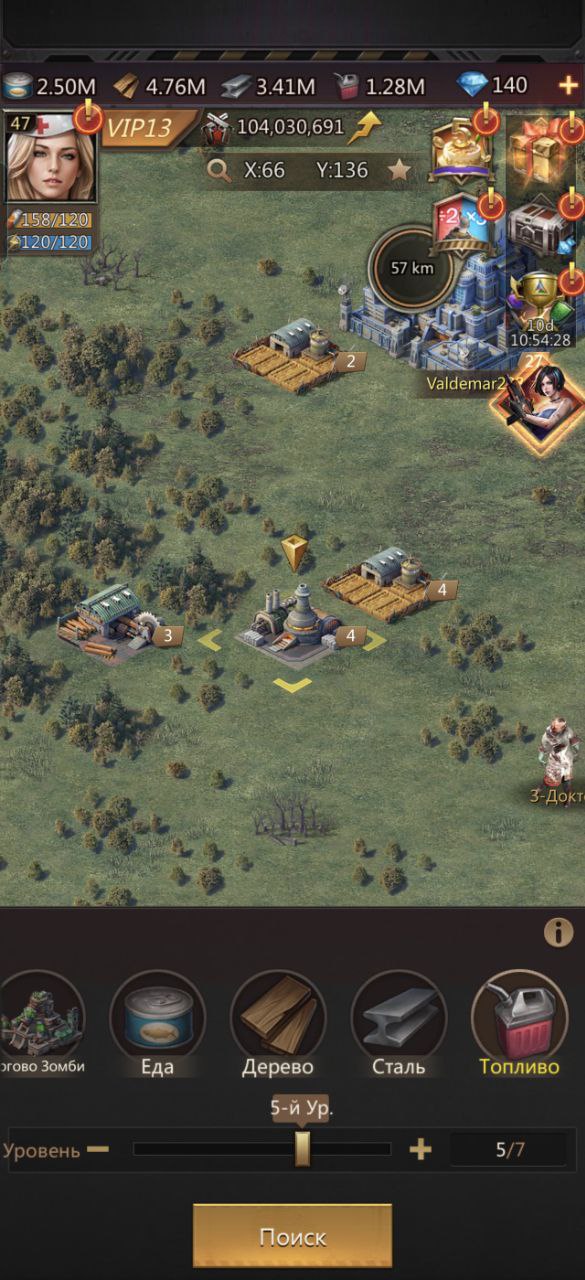 2.50M 4.76M 3.41M 1.28M 140
47 VIP13 104,030,691
X:66 Y:136
158/120
120/120
57 km
10d
10:54:28
2
27
Valdemar2
4
3
4
5-й Ур.
Еда
Дерево
Сталь
Топливо
Зомби
Уровень
5/7
Поиск